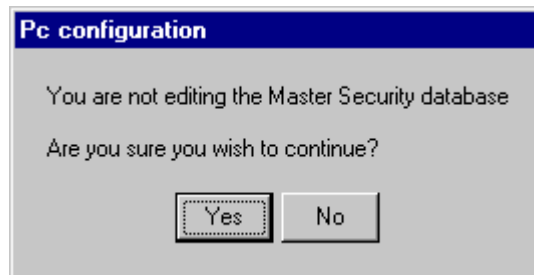 Pc configuration
You are not editing the Master Security database
Are you sure you wish to continue?
Yes
No